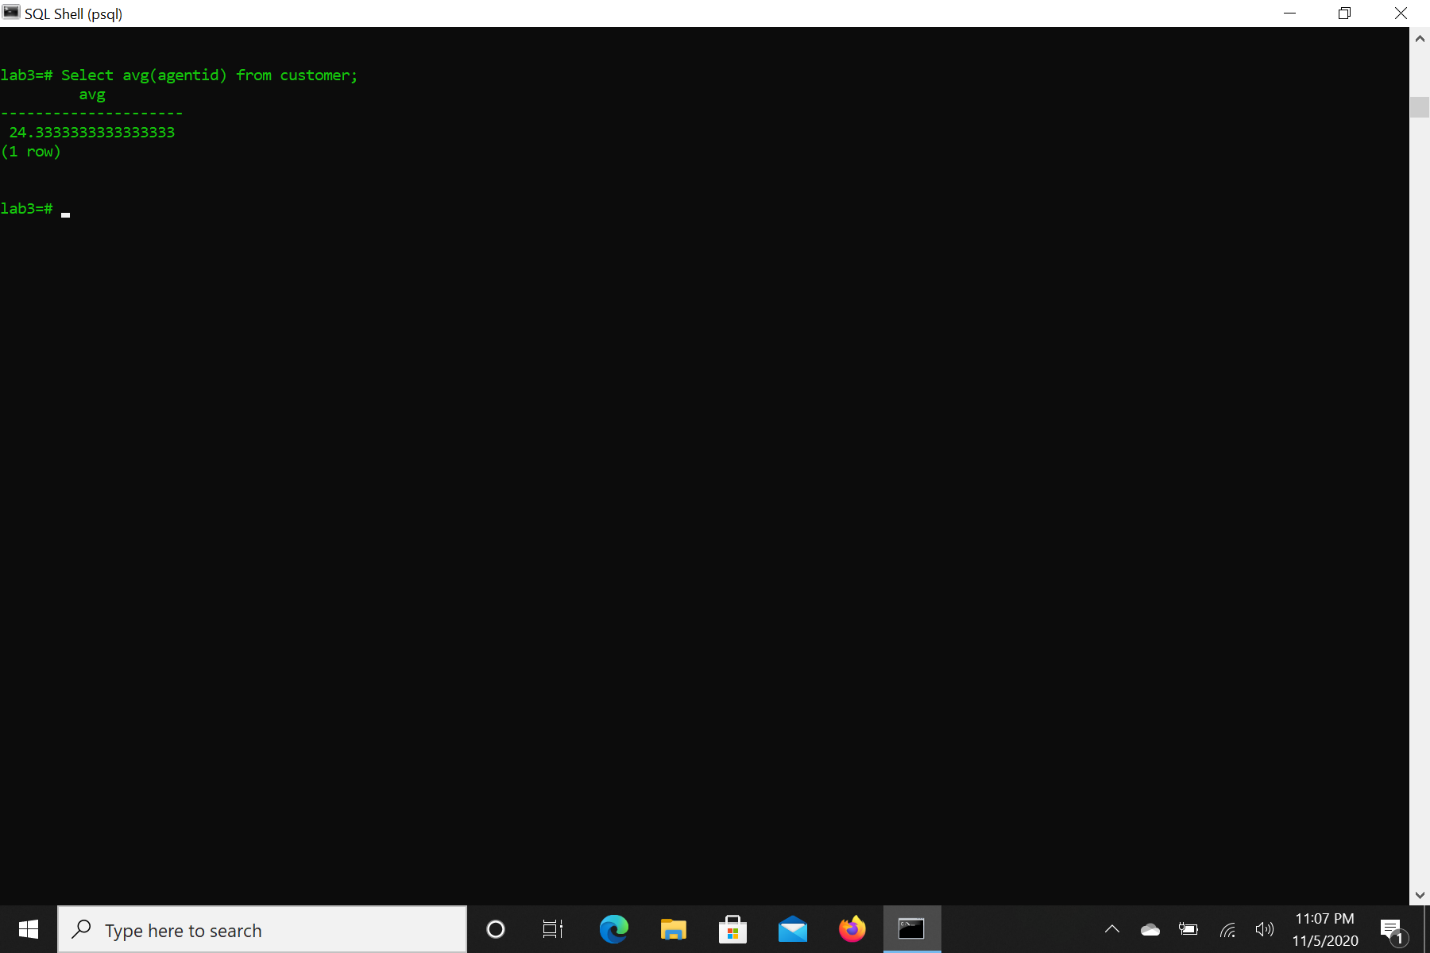 SQL Shell (psql)
lab3=# Select avg(agentid) from customer;
avg
---------------------
24.3333333333333333
(1 row)
lab3=#
Type here to search
11:07 PM
11/5/2020
1